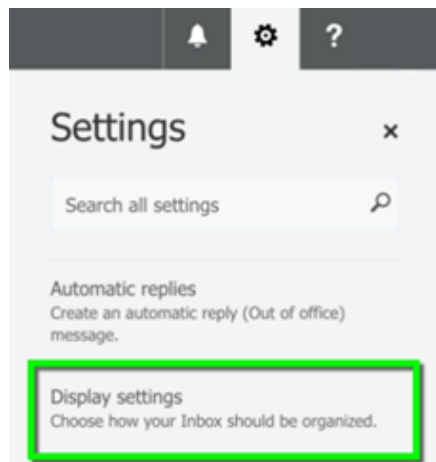 ?
Settings
×
Search all settings
Automatic replies
Create an automatic reply (Out of office)
message.
Display settings
Choose how your Inbox should be organized.